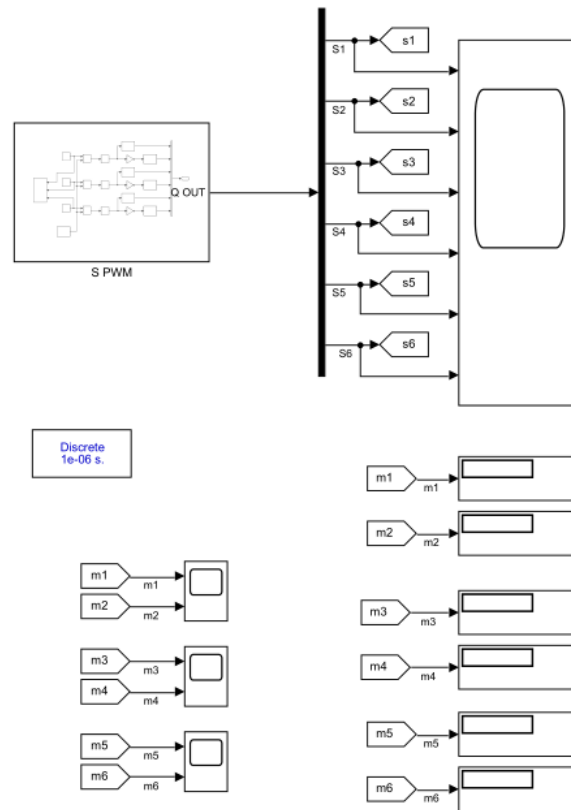 S1
s1
S2
s2
S3
s3
S4
s4
S5
s5
S6
s6
Q OUT
S PWM
Discrete
1e-06 s.
m1
m1
m2
m2
m3
m3
m4
m4
m5
m5
m6
m6
m1
m1
m2
m2
m3
m3
m4
m4
m5
m5
m6
m6